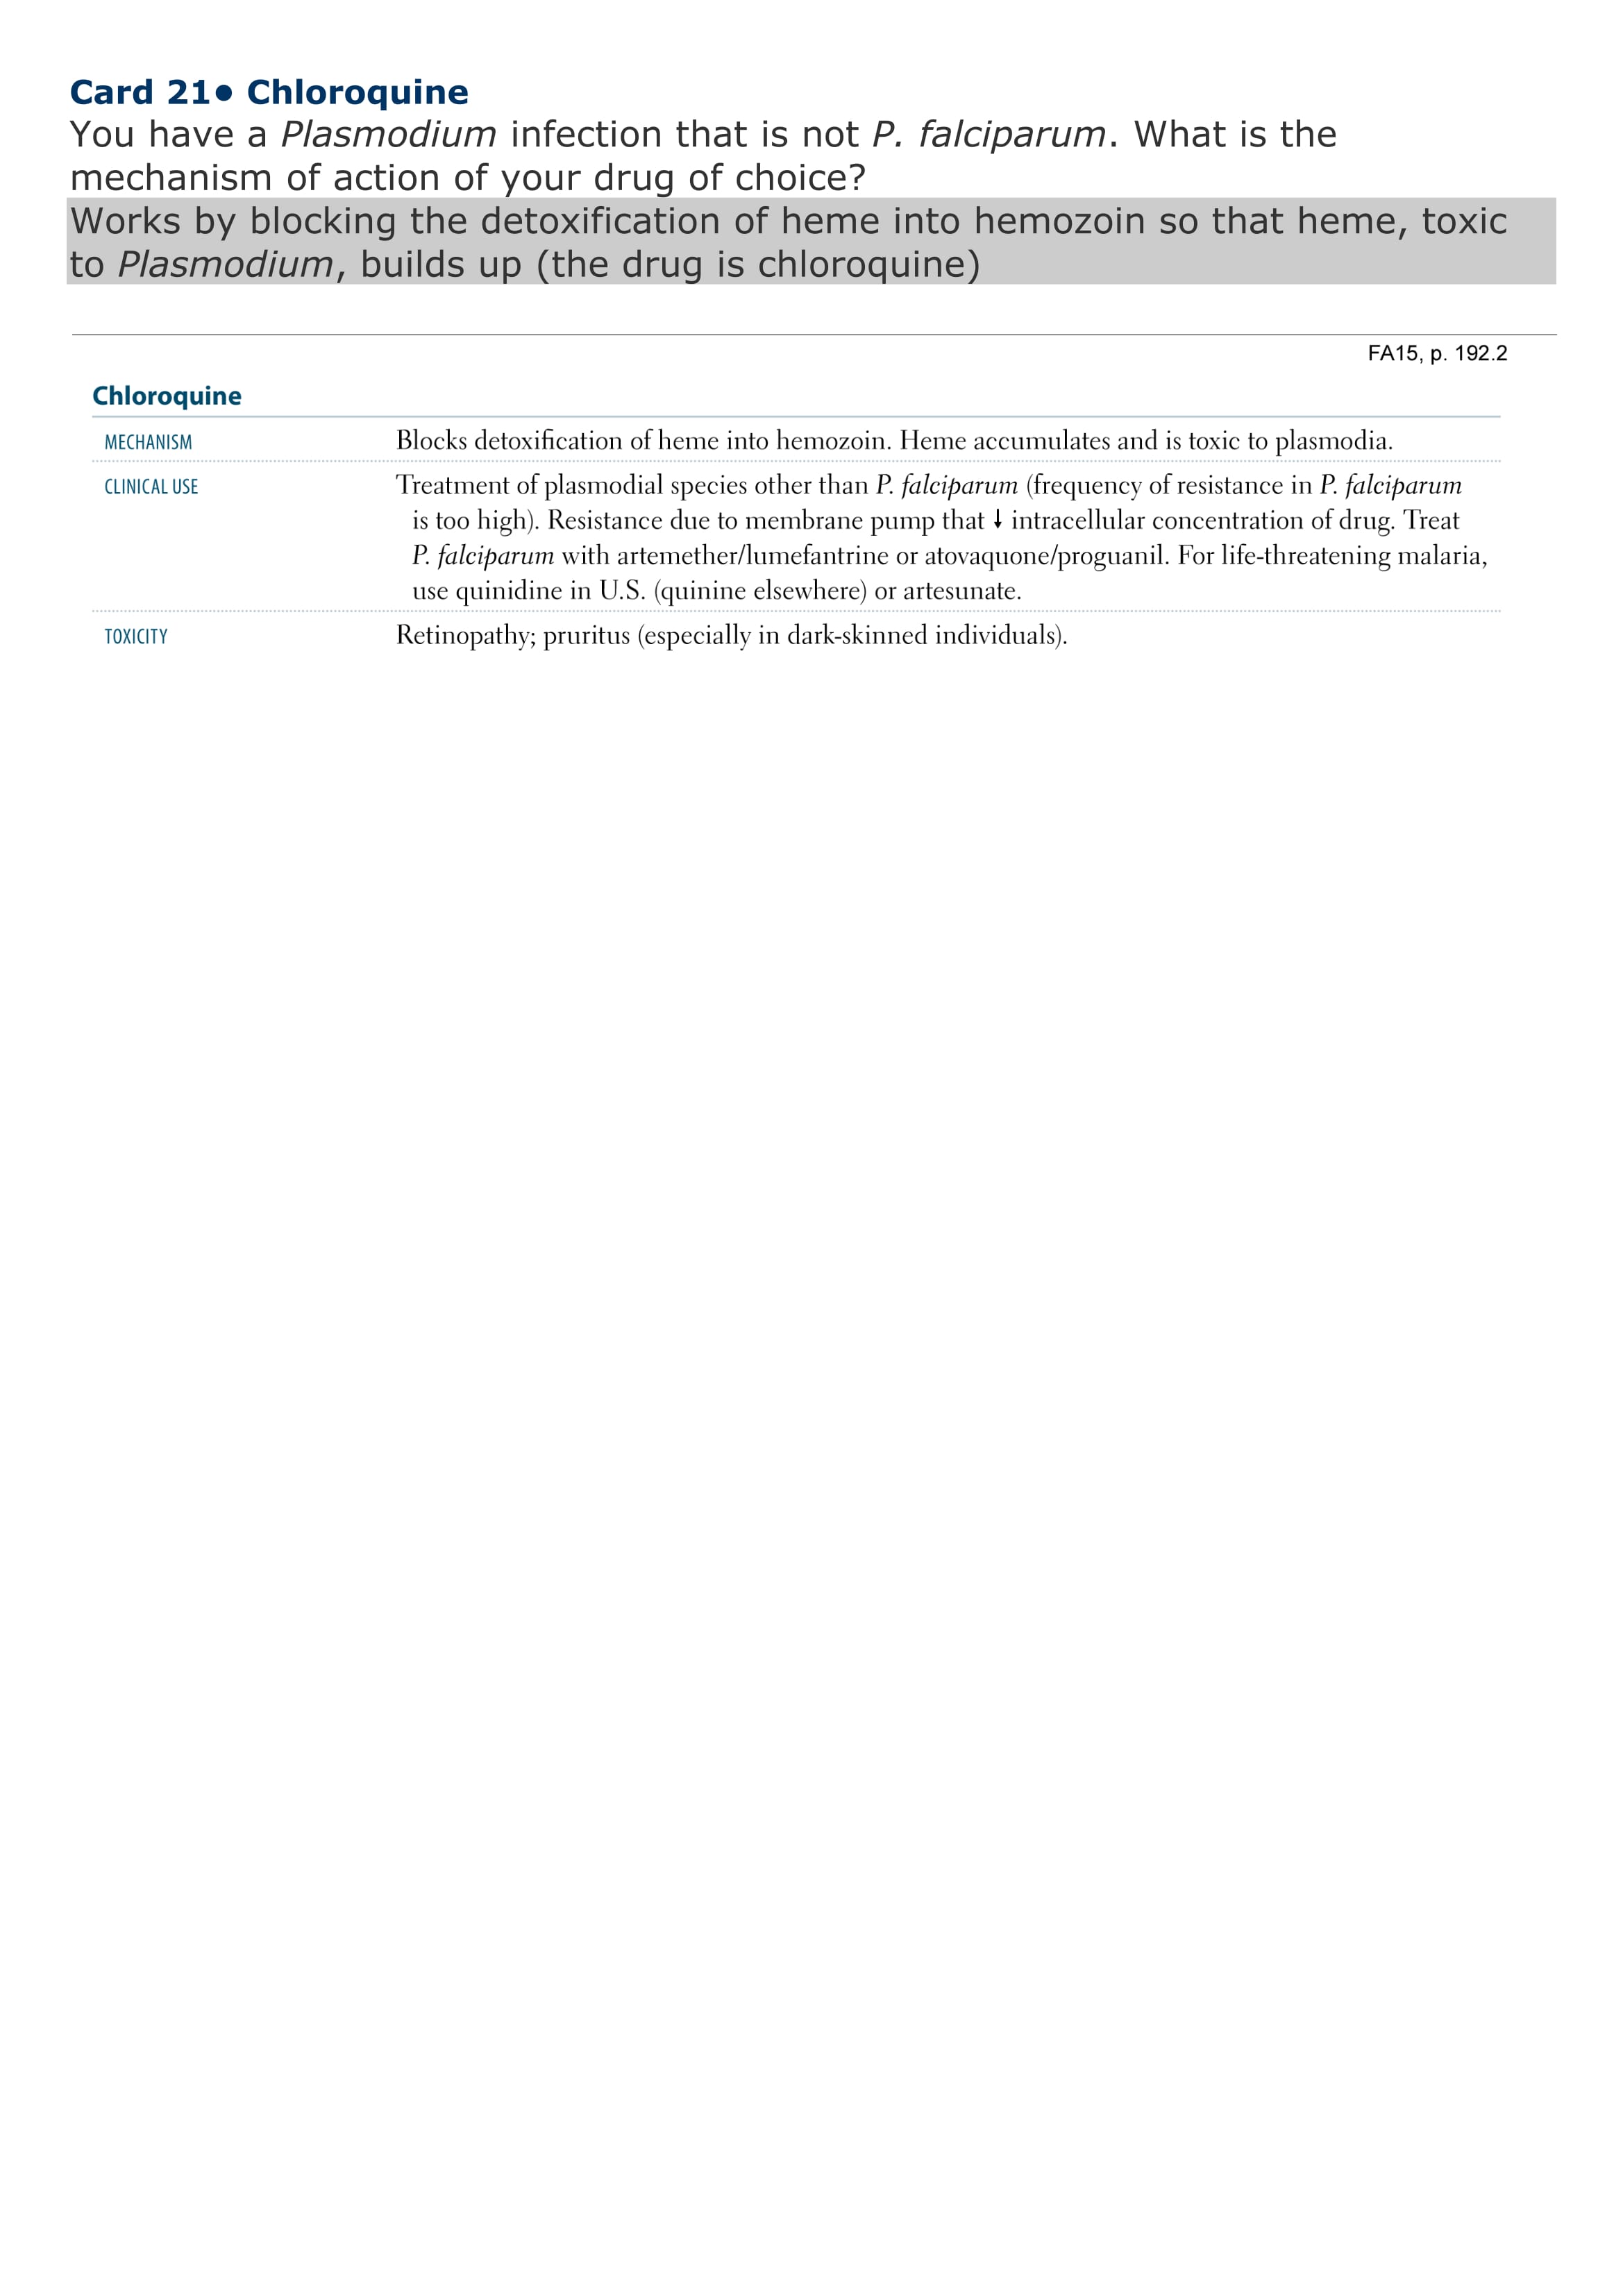 Card 21● Chloroquine
You have a Plasmodium infection that is not P. falciparum. What is the
mechanism of action of your drug of choice?
Works by blocking the detoxification of heme into hemozoin so that heme, toxic
to Plasmodium, builds up (the drug is chloroquine)
FA15, p. 192.2
Chloroquine
MECHANISM Blocks detoxification of heme into hemozoin. Heme accumulates and is toxic to plasmodia.
CLINICAL USE Treatment of plasmodial species other than P. falciparum (frequency of resistance in P. falciparum
is too high). Resistance due to membrane pump that ↓ intracellular concentration of drug. Treat
P. falciparum with artemether/lumefantrine or atovaquone/proguanil. For life-threatening malaria,
use quinidine in U.S. (quinine elsewhere) or artesunate.
TOXICITY Retinopathy; pruritus (especially in dark-skinned individuals).